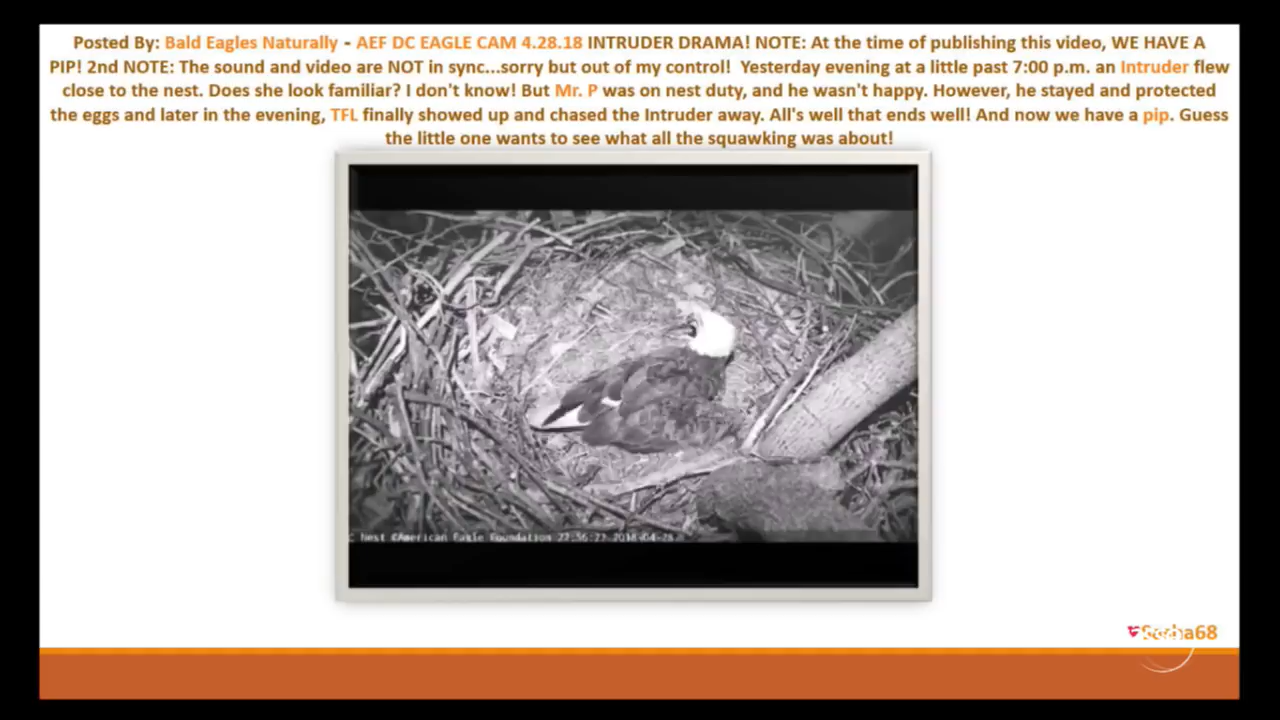 Posted By: Bald Eagles Naturally - AEF DC EAGLE CAM 4.28.18 INTRUDER DRAMA! NOTE: At the time of publishing this video, WE HAVE A
PIP! 2nd NOTE: The sound and video are NOT in sync...sorry but out of my control! Yesterday evening at a little past 7:00 p.m. an Intruder flew
close to the nest. Does she look familiar? I don't know! But Mr. P was on nest duty, and he wasn't happy. However, he stayed and protected
the eggs and later in the evening, TFL finally showed up and chased the Intruder away. All's well that ends well! And now we have a pip. Guess
the little one wants to see what all the squawking was about!
C Nest ©American Eagle Foundation 22:56:27 2018-04-28